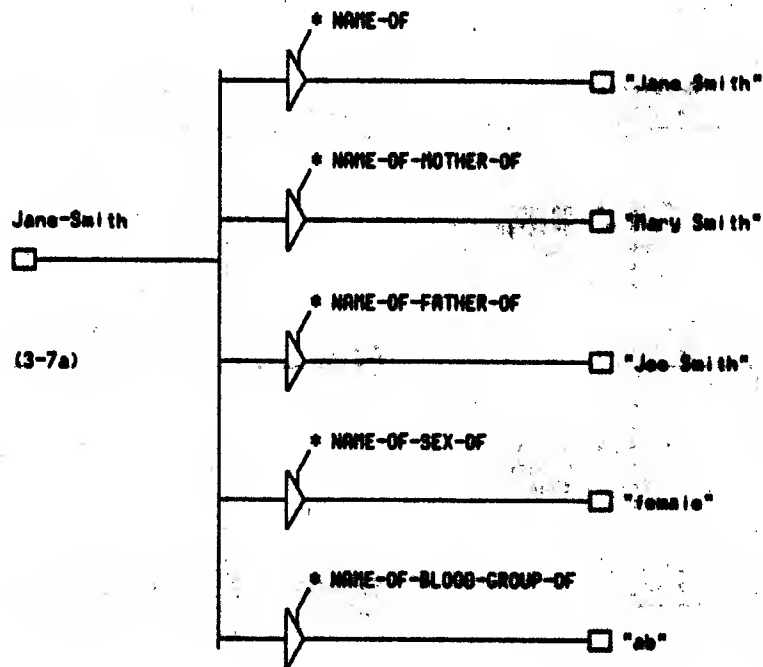 * NAME-OF
"Jane Smith"
* NAME-OF-MOTHER-OF
Jane-Smith
"Mary Smith"
* NAME-OF-FATHER-OF
(3-7a)
"Joe Smith"
* NAME-OF-SEX-OF
"female"
* NAME-OF-BLOOD-GROUP-OF
"ab"